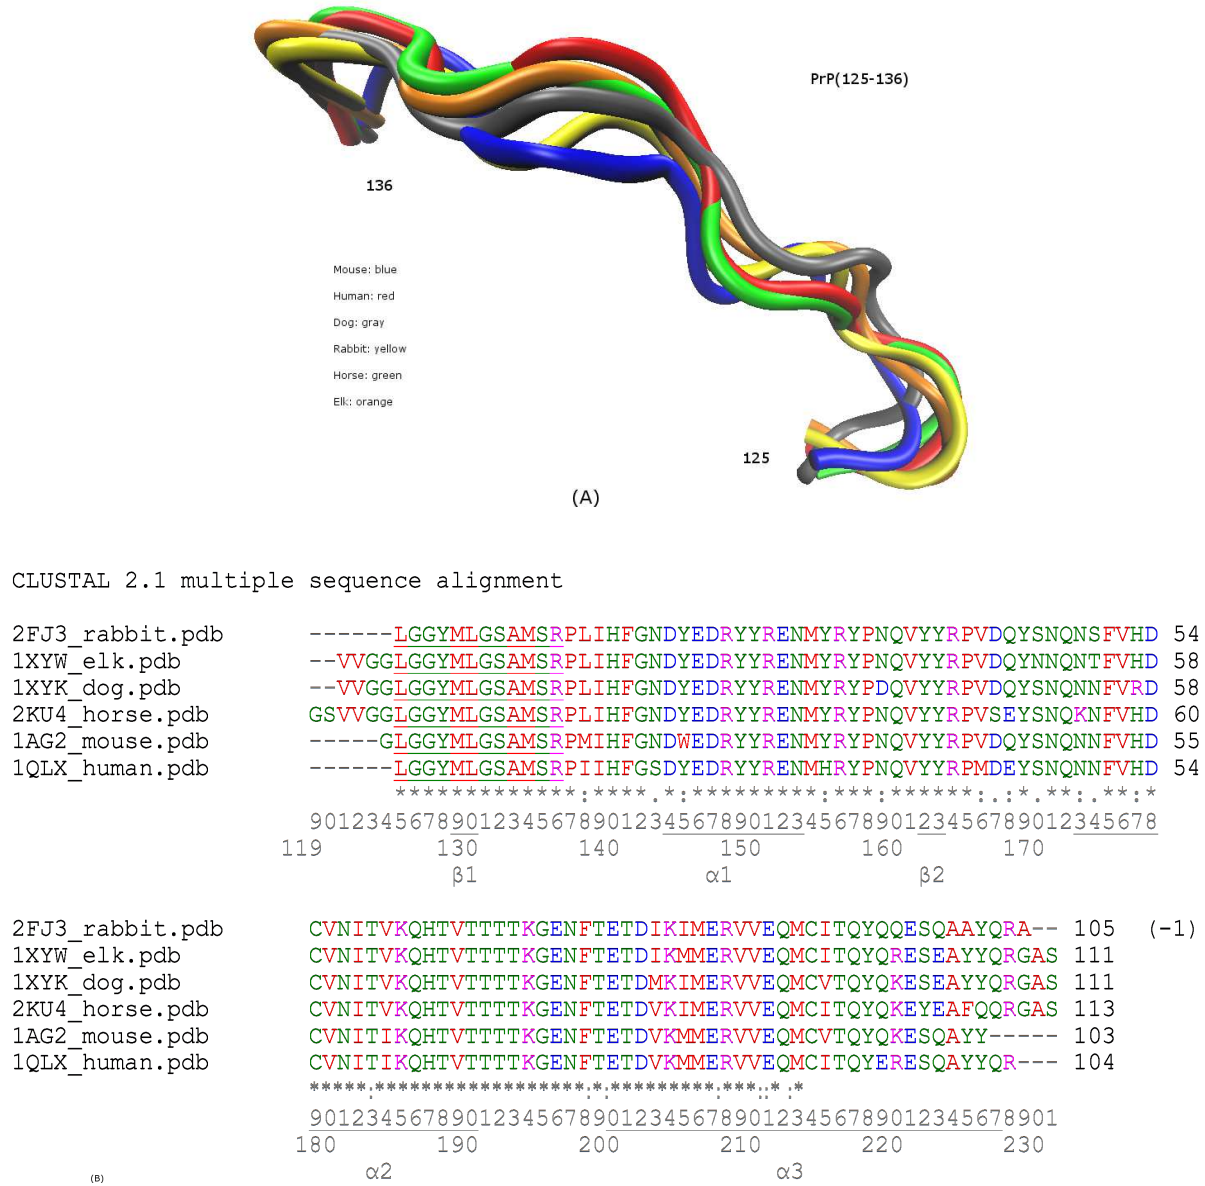 PrP(125-136)
136
Mouse: blue
Human: red
Dog: gray
Rabbit: yellow
Horse: green
Elk: orange
125
(A)
CLUSTAL 2.1 multiple sequence alignment
2FJ3_rabbit.pdb ------LGGYMLGSAMSRPLIHFGNDYEDRYYRENMYRYPNQVYYRPVDQYSNQNSFVHD 54
1XYW_elk.pdb --VVGGLGGYMLGSAMSRPLIHFGNDYEDRYYRENMYRYPNQVYYRPVDQYNNQNTFVHD 58
1XYK_dog.pdb --VVGGLGGYMLGSAMSRPLIHFGNDYEDRYYRENMYRYPDQVYYRPVDQYSNQNNFVRD 58
2KU4_horse.pdb GSVVGGLGGYMLGSAMSRPLIHFGNDYEDRYYRENMYRYPNQVYYRPVSEYSNQKNFVHD 60
1AG2_mouse.pdb -----GLGGYMLGSAMSRPMIHFGNDWEDRYYRENMYRYPNQVYYRPVDQYSNQNNFVHD 55
1QLX_human.pdb ------LGGYMLGSAMSRPIIHFGSDYEDRYYRENMHRYPNQVYYRPMDEYSNQNNFVHD 54
*************:****.*:*********:***:******:..:*.**:.**:*
901234567890123456789012345678901234567890123456789012345678
119 130 140 150 160 170
β1 α1 β2
2FJ3_rabbit.pdb CVNITVKQHTVTTTTKGENFTETDIKIMERVVEQMCITQYQQESQAAYQRA-- 105 (-1)
1XYW_elk.pdb CVNITVKQHTVTTTTKGENFTETDIKMMERVVEQMCITQYQRESEAYYQRGAS 111
1XYK_dog.pdb CVNITVKQHTVTTTTKGENFTETDMKIMERVVEQMCVTQYQKESEAYYQRGAS 111
2KU4_horse.pdb CVNITVKQHTVTTTTKGENFTETDVKIMERVVEQMCITQYQKEYEAFQQRGAS 113
1AG2_mouse.pdb CVNITIKQHTVTTTTKGENFTETDVKMMERVVEQMCVTQYQKESQAYY----- 103
1QLX_human.pdb CVNITIKQHTVTTTTKGENFTETDVKMMERVVEQMCITQYERESQAYYQR---- 104
90123456789012345678901234567890123456789012345678901
180 190 200 210 220 230
α2 α3
(B)